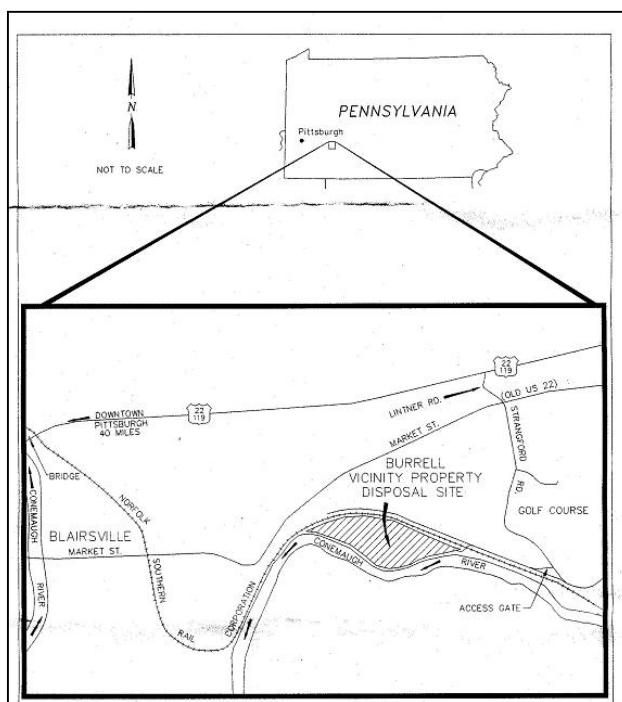 PENNSYLVANIA
Pittsburgh
N
NOT TO SCALE
22
119
22
119
DOWNTOWN
PITTSBURGH
40 MILES
LINTNER RD.
(OLD US 22)
MARKET ST.
STRANGFORD
RD.
BURRELL
VICINITY PROPERTY
DISPOSAL SITE
BRIDGE
NORFOLK
SOUTHERN
RAIL
CORPORATION
CONEMAUGH
RIVER
BLAIRSVILLE
MARKET ST.
GOLF COURSE
CONEMAUGH
RIVER
ACCESS GATE